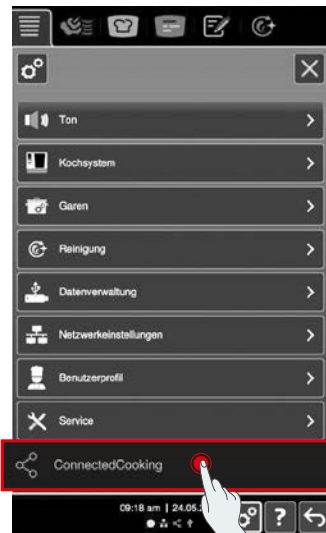 Ton
Kochsystem
Garen
Reinigung
Datenverwaltung
Netzwerkeinstellungen
Benutzerprofil
Service
ConnectedCooking
09:18 am | 24.05.
?